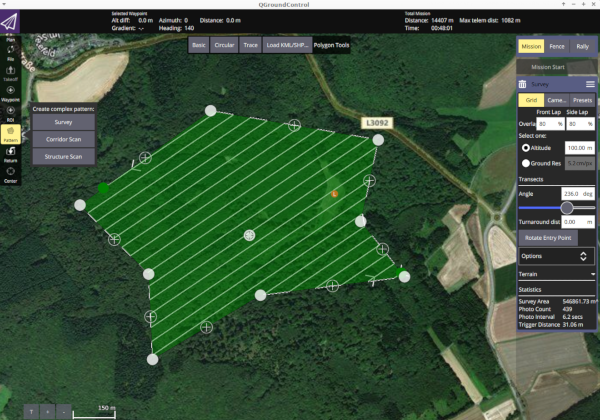 QGroundControl
Selected Waypoint
Alt diff: 0.0 m Azimuth: 0 Distance: 0.0 m
Gradient: -.- Heading: 140
Total Mission
Distance: 14407 m Max telem dist: 1082 m
Time: 00:48:01
Plan
File
Takeoff
Waypoint
ROI
Pattern
Return
Center
Basic
Circular
Trace
Load KML/SHP...
Polygon Tools
Create complex pattern:
Survey
Corridor Scan
Structure Scan
L3092
Mission
Fence
Rally
Mission Start
Survey
Grid
Came...
Presets
Front Lap Side Lap
Overla 80 % 80 %
Select one:
Altitude 100.00 m
Ground Res 3.2 cm/px
Transects
Angle 236.0 deg
Turnaround dist 0.00 m
Rotate Entry Point
Options
Terrain
Statistics
Survey Area 546861.73 m²
Photo Count 439
Photo Interval 6.2 secs
Trigger Distance 31.06 m
T + -
150 m